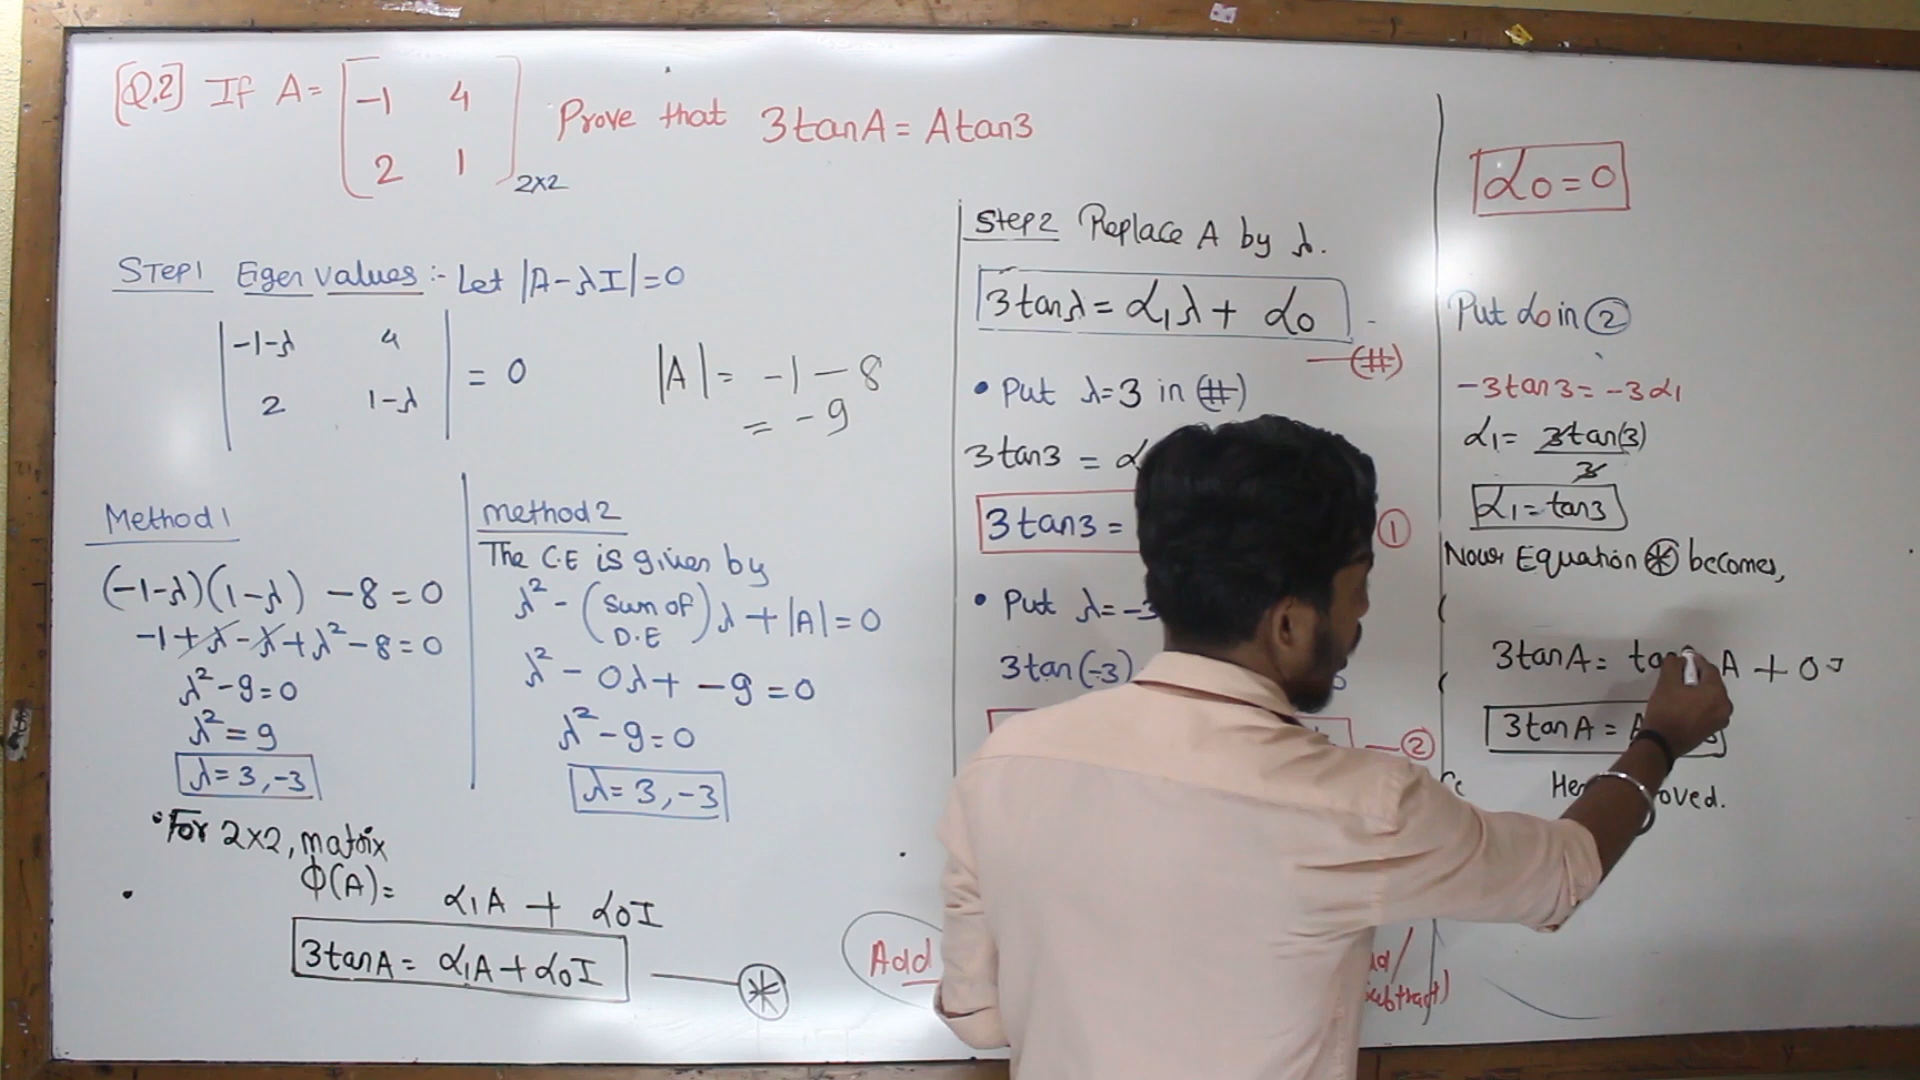 [Q.2] If A = [-1 4
2 1] 2×2
Prove that 3tanA = Atan3
STEP1 Eigen values :- Let |A-λI|=0
|-1-λ 4
2 1-λ| = 0
|A| = -1-8
= -9
Method 1
(-1-λ)(1-λ) -8=0
-1+λ-λ+λ²-8=0
λ²-9=0
λ²=9
λ=3,-3
method 2
The C.E is given by
λ² - (Sum of D.E)λ + |A| = 0
λ² - 0λ + -9 = 0
λ²-9=0
λ=3,-3
• For 2×2, matrix
Φ(A)= α₁A + α₀I
3tanA = α₁A+α₀I — (*)
Step2 Replace A by λ.
3tanλ = α₁λ + α₀ — (#)
• Put λ=3 in (#)
3tan3 = α
3tan3 = ①
• Put λ=-3
3tan(-3)
②
Add
Subtract)
α₀=0
Put α₀ in ②
-3tan3 = -3α₁
α₁ = 3tan(3)
3
α₁ = tan3
Now Equation (*) becomes,
3tanA = A + 0
3tanA =